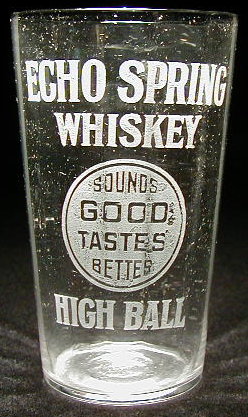 ECHO SPRING
WHISKEY
SOUNDS
GOOD
TASTES
BETTER
HIGH BALL